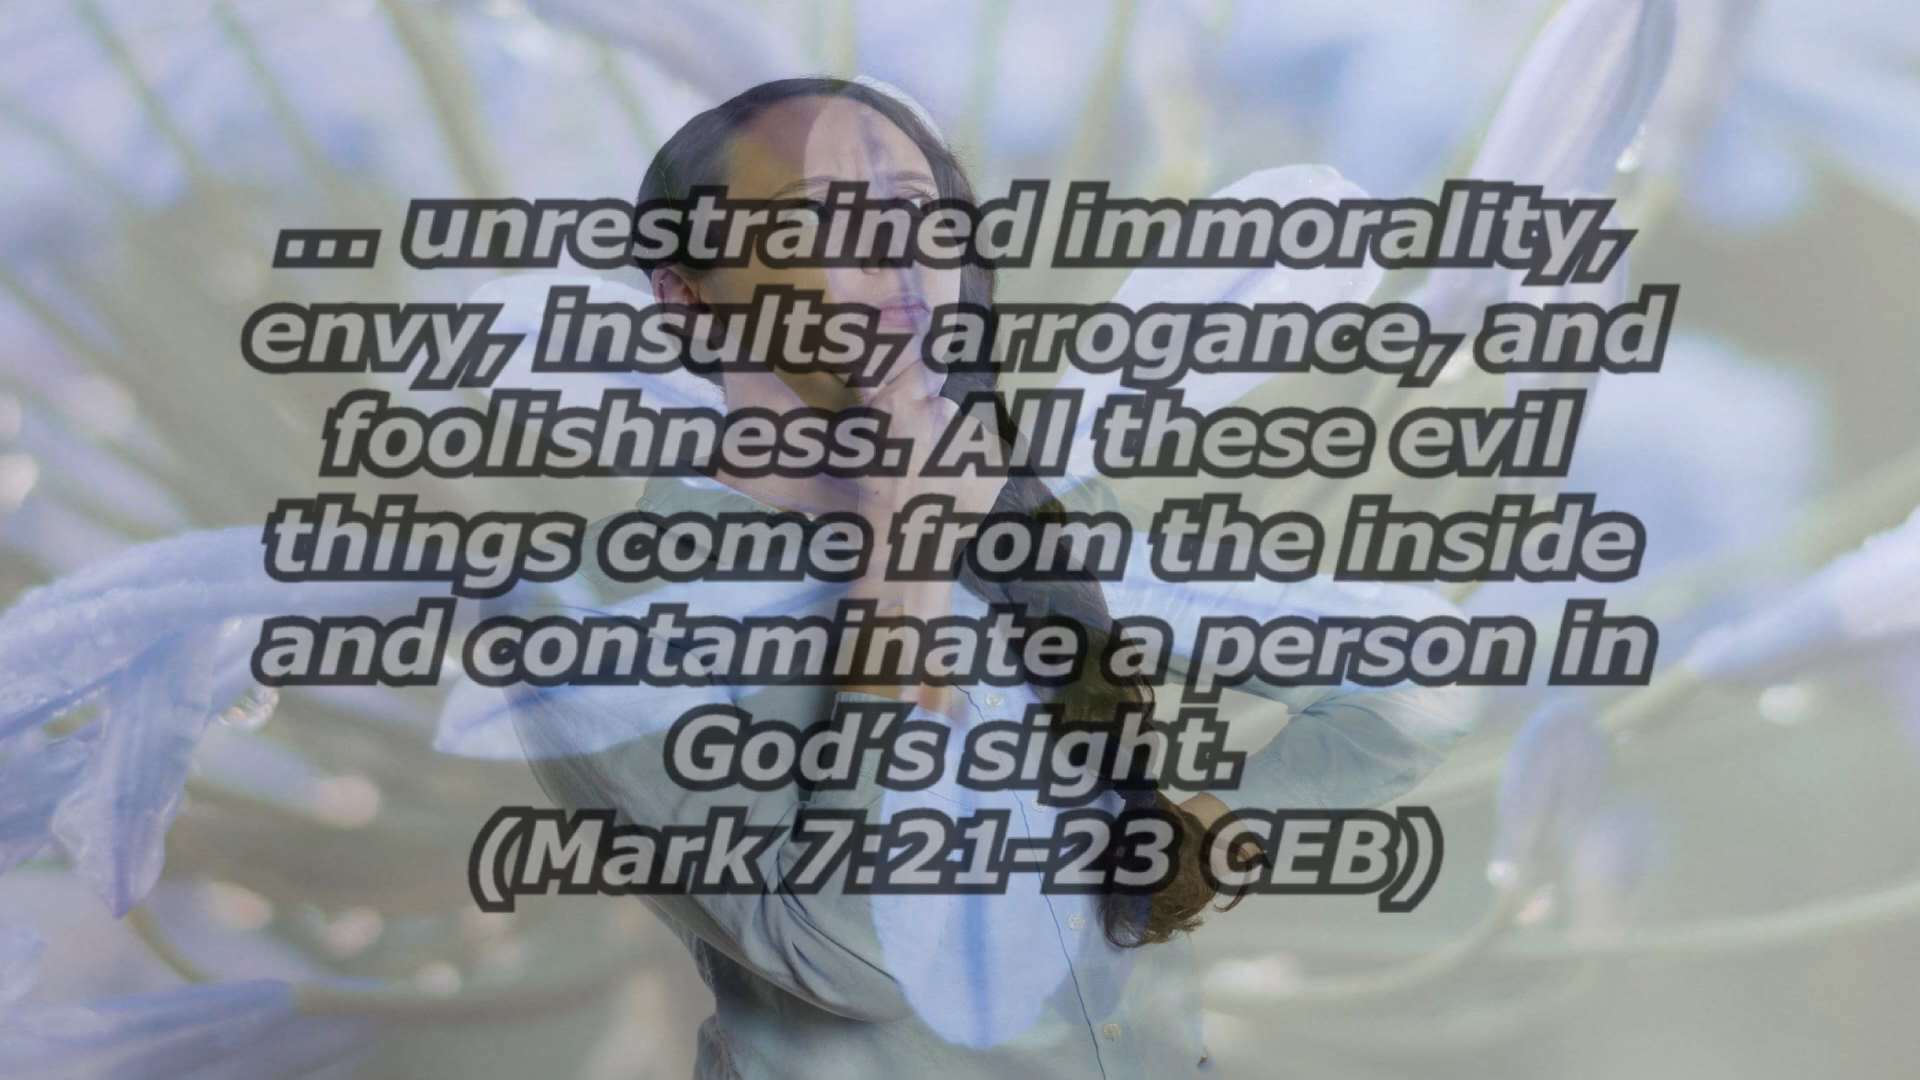 ... unrestrained immorality,
envy, insults, arrogance, and
foolishness. All these evil
things come from the inside
and contaminate a person in
God's sight.
(Mark 7:21-23 CEB))